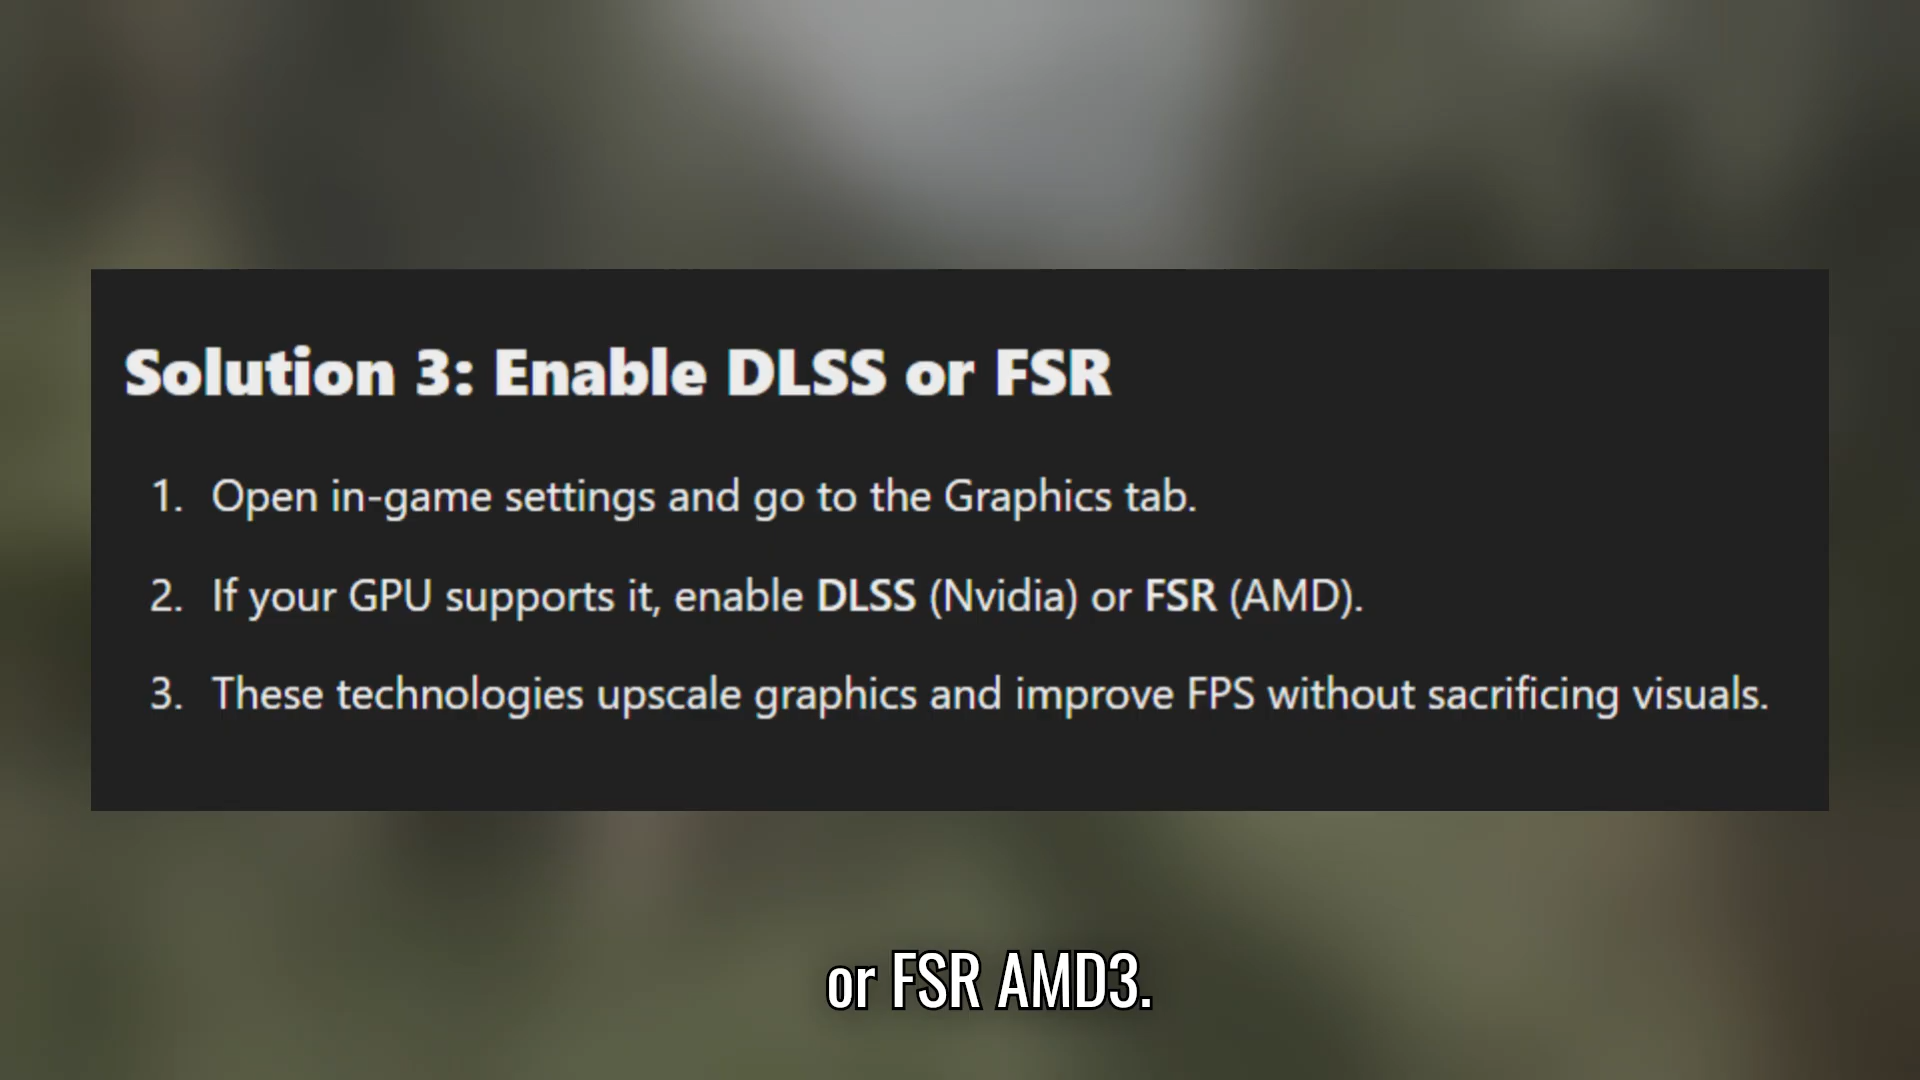 Solution 3: Enable DLSS or FSR
1. Open in-game settings and go to the Graphics tab.
2. If your GPU supports it, enable DLSS (Nvidia) or FSR (AMD).
3. These technologies upscale graphics and improve FPS without sacrificing visuals.
or FSR AMD3.